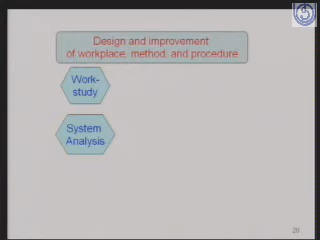 Design and improvement
of workplace, method, and procedure
Work-
study
System
Analysis
28